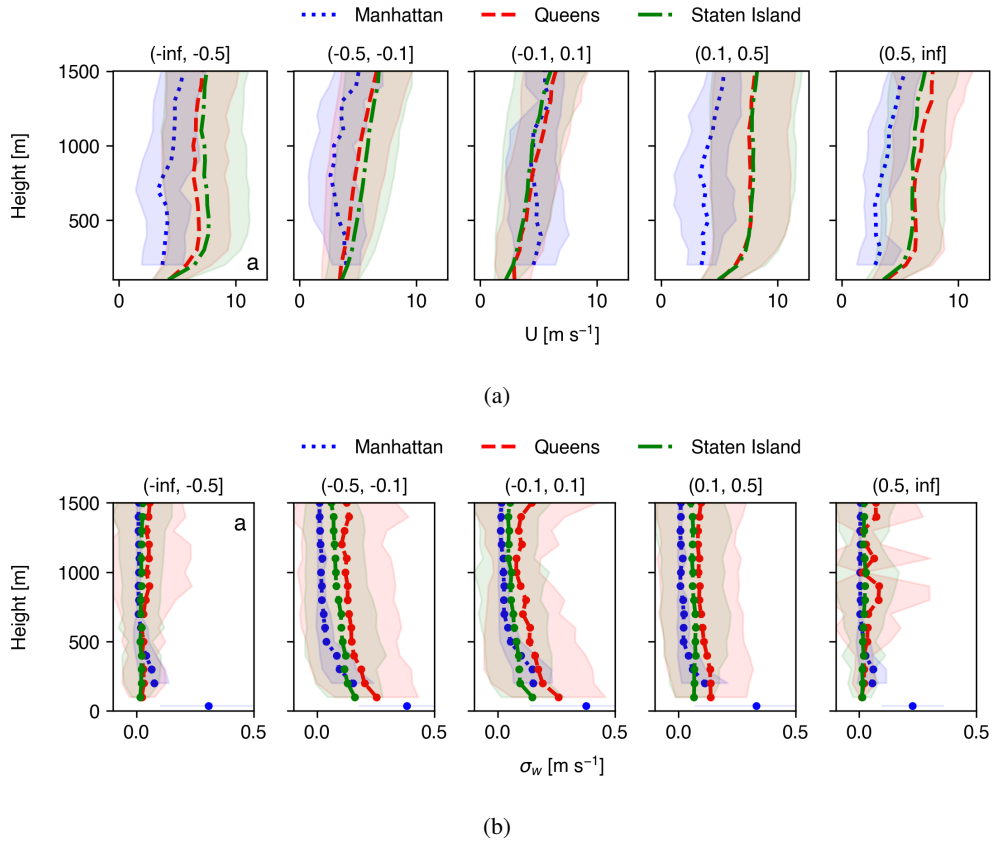 Manhattan Queens Staten Island
(-inf, -0.5] (-0.5, -0.1] (-0.1, 0.1] (0.1, 0.5] (0.5, inf]
1500
1000
500
Height [m]
a
0 10 0 10 0 10 0 10 0 10
U [m s⁻¹]
(a)
Manhattan Queens Staten Island
(-inf, -0.5] (-0.5, -0.1] (-0.1, 0.1] (0.1, 0.5] (0.5, inf]
1500
a
1000
500
0
Height [m]
0.0 0.5 0.0 0.5 0.0 0.5 0.0 0.5 0.0 0.5
σw [m s⁻¹]
(b)